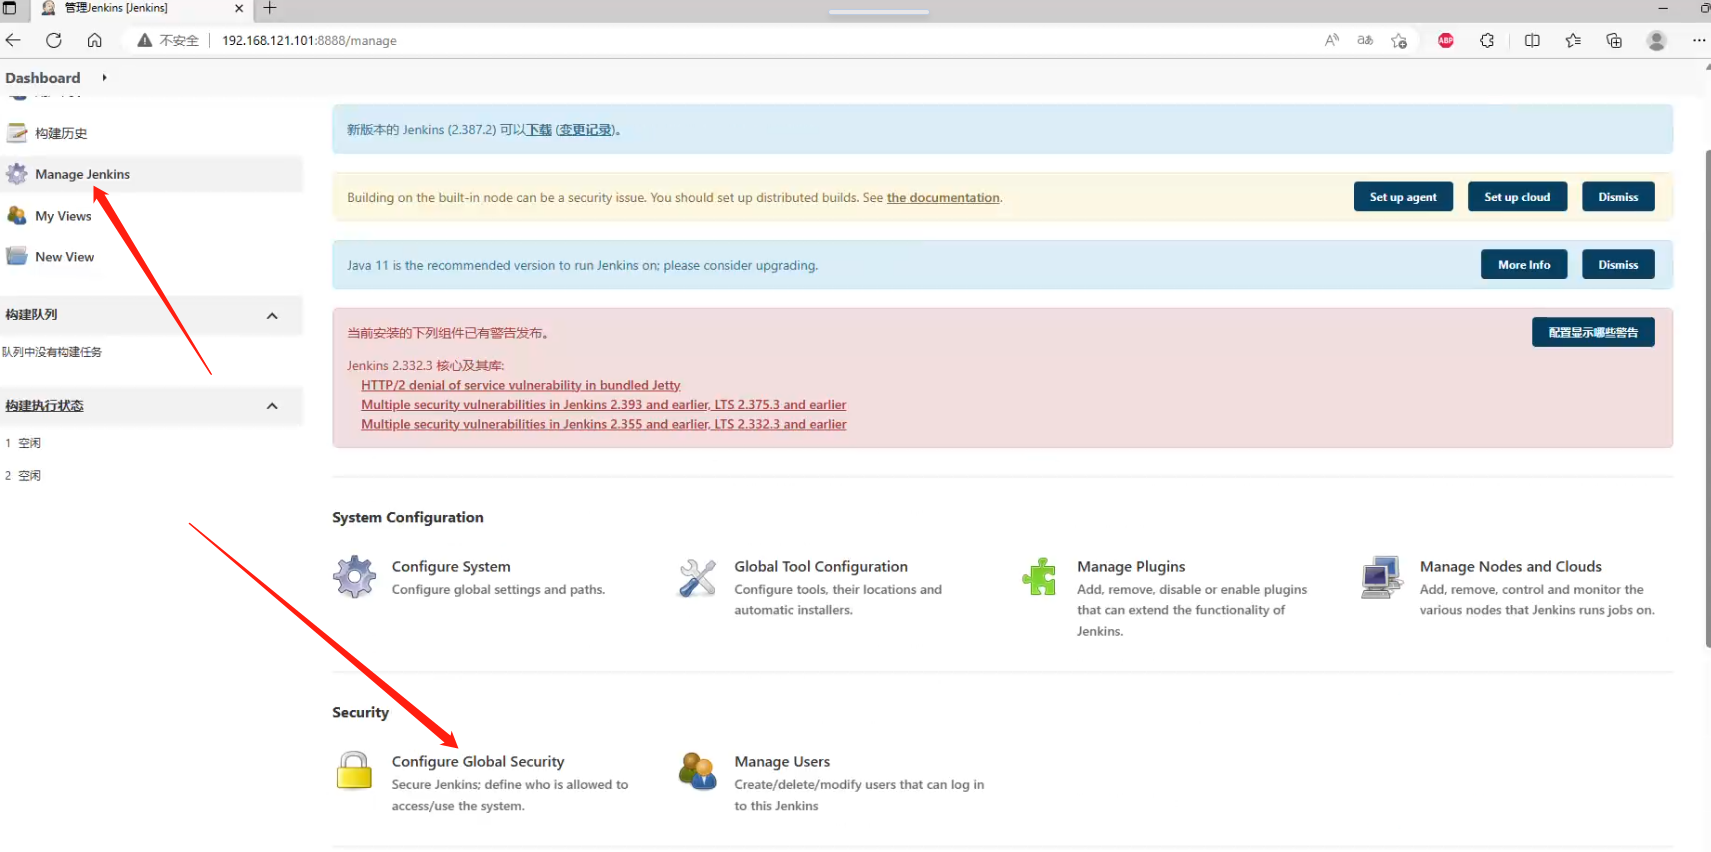 管理Jenkins [Jenkins]
不安全
192.168.121.101:8888/manage
ABP
Dashboard
构建历史
Manage Jenkins
My Views
New View
构建队列
队列中没有构建任务
构建执行状态
1 空闲
2 空闲
新版本的 Jenkins (2.387.2) 可以下载 (变更记录)。
Building on the built-in node can be a security issue. You should set up distributed builds. See the documentation.
Set up agent
Set up cloud
Dismiss
Java 11 is the recommended version to run Jenkins on; please consider upgrading.
More Info
Dismiss
当前安装的下列组件已有警告发布。
配置显示哪些警告
Jenkins 2.332.3 核心及其库:
HTTP/2 denial of service vulnerability in bundled Jetty
Multiple security vulnerabilities in Jenkins 2.393 and earlier, LTS 2.375.3 and earlier
Multiple security vulnerabilities in Jenkins 2.355 and earlier, LTS 2.332.3 and earlier
System Configuration
Configure System
Configure global settings and paths.
Global Tool Configuration
Configure tools, their locations and
automatic installers.
Manage Plugins
Add, remove, disable or enable plugins
that can extend the functionality of
Jenkins.
Manage Nodes and Clouds
Add, remove, control and monitor the
various nodes that Jenkins runs jobs on.
Security
Configure Global Security
Secure Jenkins; define who is allowed to
access/use the system.
Manage Users
Create/delete/modify users that can log in
to this Jenkins